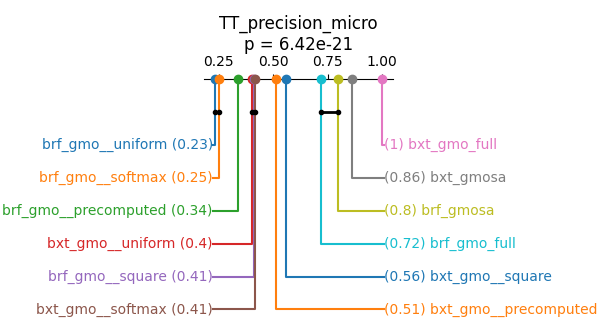 TT_precision_micro
p = 6.42e-21
0.25 0.50 0.75 1.00
brf_gmo__uniform (0.23) (1) bxt_gmo_full
brf_gmo__softmax (0.25) (0.86) bxt_gmosa
brf_gmo__precomputed (0.34) (0.8) brf_gmosa
bxt_gmo__uniform (0.4) (0.72) brf_gmo_full
brf_gmo__square (0.41) (0.56) bxt_gmo__square
bxt_gmo__softmax (0.41) (0.51) bxt_gmo__precomputed